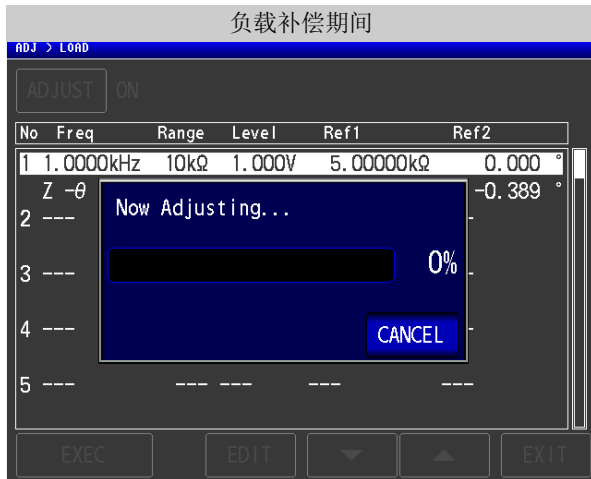 负载补偿期间
ADJ > LOAD
ADJUST ON
No Freq Range Level Ref1 Ref2
1 1.0000kHz 10kΩ 1.000V 5.00000kΩ 0.000 °
Z -θ -0.389 °
Now Adjusting...
2 --- -
0%
3 --- -
4 --- -
CANCEL
5 --- --- --- --- ---
EXEC EDIT ▼ ▲ EXIT